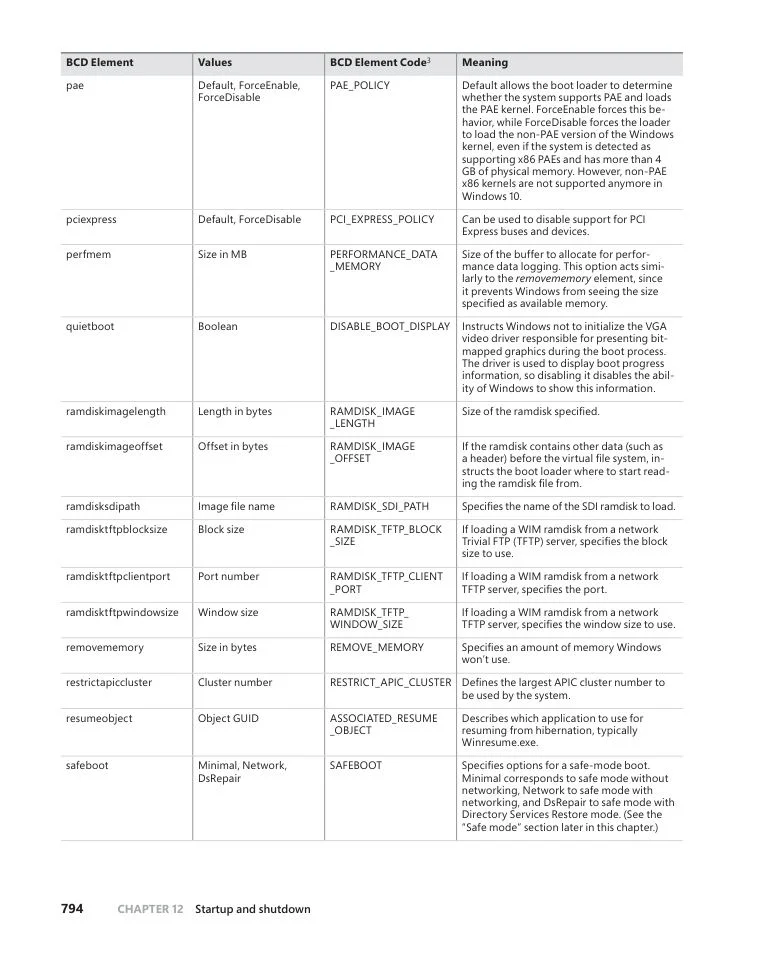 BCD Element Values BCD Element Code3 Meaning
pae Default, ForceEnable, PAE_POLICY Default allows the boot loader to determine
ForceDisable whether the system supports PAE and loads
the PAE kernel. ForceEnable forces this be-
havior, while ForceDisable forces the loader
to load the non-PAE version of the Windows
kernel, even if the system is detected as
supporting x86 PAEs and has more than 4
GB of physical memory. However, non-PAE
x86 kernels are not supported anymore in
Windows 10.
pciexpress Default, ForceDisable PCI_EXPRESS_POLICY Can be used to disable support for PCI
Express buses and devices.
perfmem Size in MB PERFORMANCE_DATA Size of the buffer to allocate for perfor-
_MEMORY mance data logging. This option acts simi-
larly to the removememory element, since
it prevents Windows from seeing the size
specified as available memory.
quietboot Boolean DISABLE_BOOT_DISPLAY Instructs Windows not to initialize the VGA
video driver responsible for presenting bit-
mapped graphics during the boot process.
The driver is used to display boot progress
information, so disabling it disables the abil-
ity of Windows to show this information.
ramdiskimagelength Length in bytes RAMDISK_IMAGE Size of the ramdisk specified.
_LENGTH
ramdiskimageoffset Offset in bytes RAMDISK_IMAGE If the ramdisk contains other data (such as
_OFFSET a header) before the virtual file system, in-
structs the boot loader where to start read-
ing the ramdisk file from.
ramdisksdipath Image file name RAMDISK_SDI_PATH Specifies the name of the SDI ramdisk to load.
ramdisktftpblocksize Block size RAMDISK_TFTP_BLOCK If loading a WIM ramdisk from a network
_SIZE Trivial FTP (TFTP) server, specifies the block
size to use.
ramdisktftpclientport Port number RAMDISK_TFTP_CLIENT If loading a WIM ramdisk from a network
_PORT TFTP server, specifies the port.
ramdisktftpwindowsize Window size RAMDISK_TFTP_ If loading a WIM ramdisk from a network
WINDOW_SIZE TFTP server, specifies the window size to use.
removememory Size in bytes REMOVE_MEMORY Specifies an amount of memory Windows
won’t use.
restrictapiccluster Cluster number RESTRICT_APIC_CLUSTER Defines the largest APIC cluster number to
be used by the system.
resumeobject Object GUID ASSOCIATED_RESUME Describes which application to use for
_OBJECT resuming from hibernation, typically
Winresume.exe.
safeboot Minimal, Network, SAFEBOOT Specifies options for a safe-mode boot.
DsRepair Minimal corresponds to safe mode without
networking, Network to safe mode with
networking, and DsRepair to safe mode with
Directory Services Restore mode. (See the
“Safe mode” section later in this chapter.)
794 CHAPTER 12 Startup and shutdown